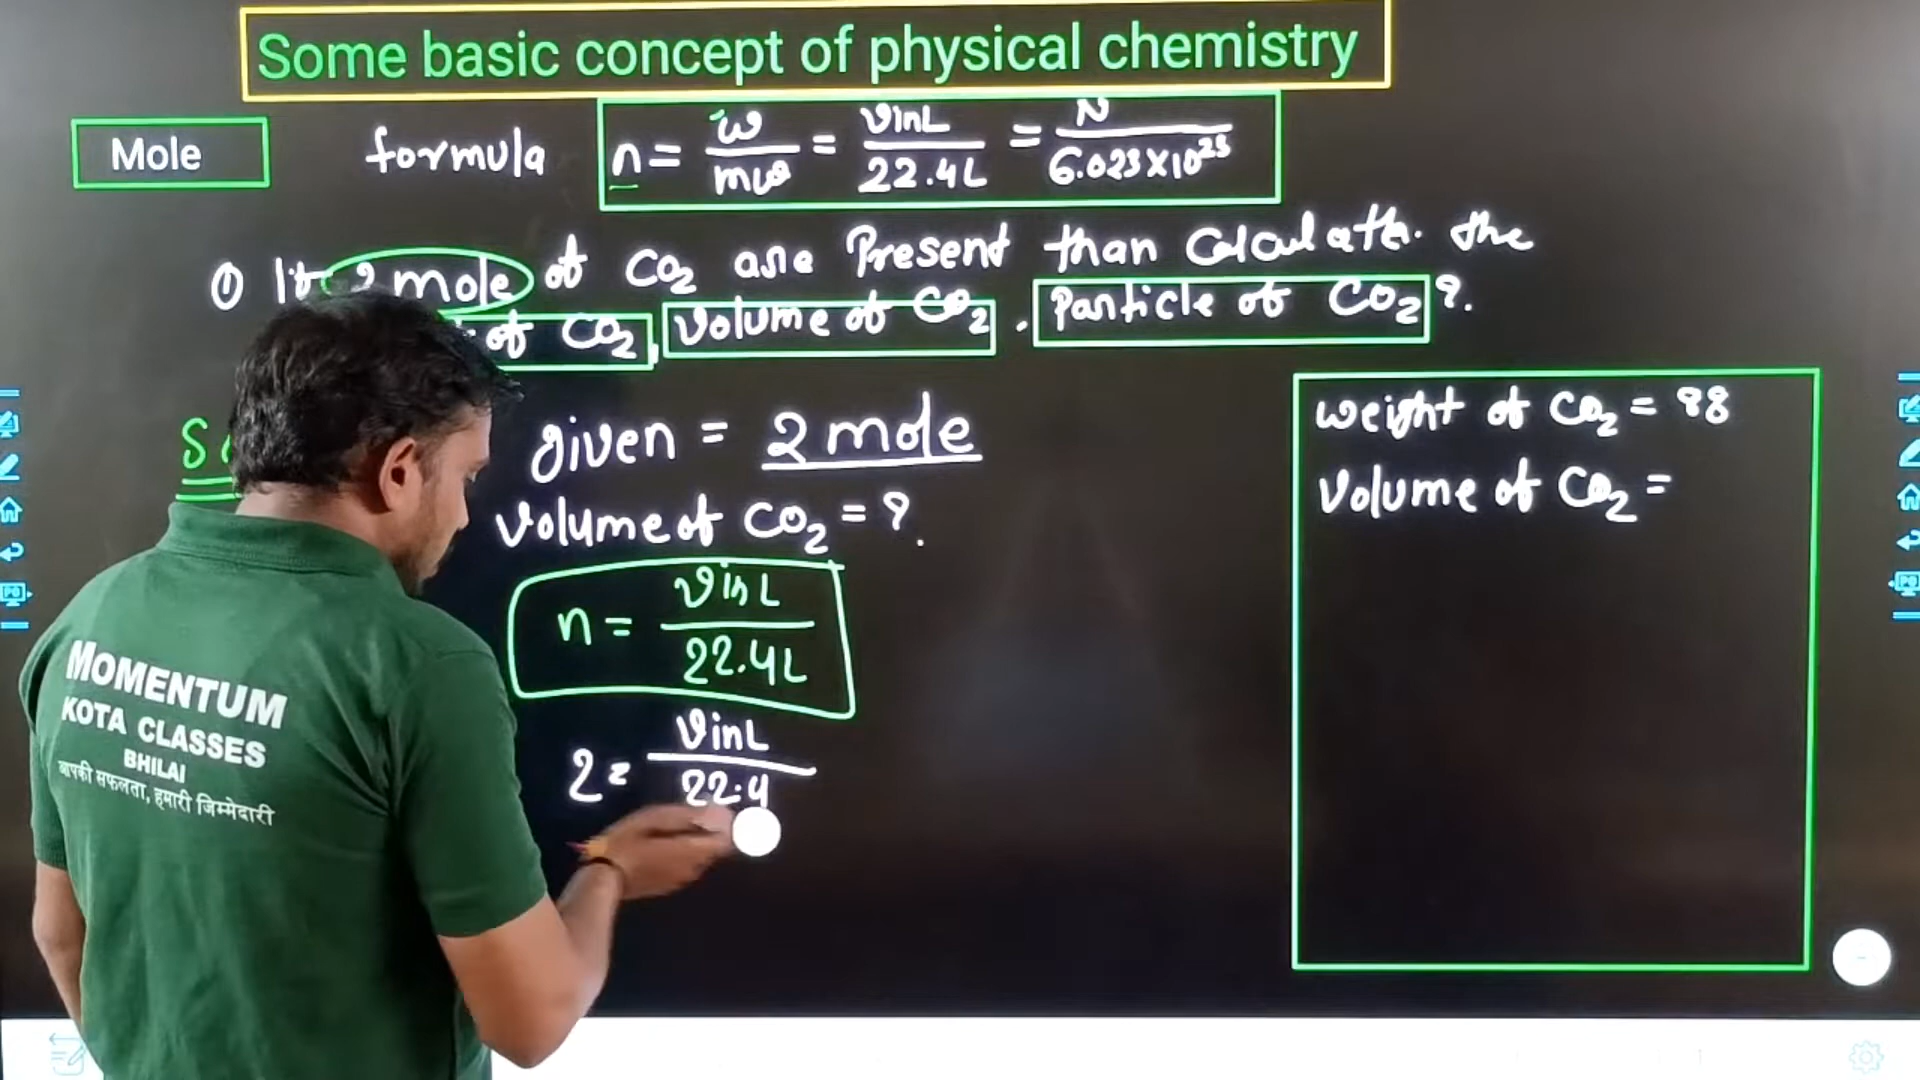 Some basic concept of physical chemistry
Mole
formula n = w/mw = V in L/22.4L = N/6.023×10²³
① If 2 mole of CO₂ are Present than Calculate the
of CO₂, Volume of CO₂, Particle of CO₂?.
given = 2 mole
Volume of CO₂ = ?
n = V in L/22.4L
2 = V in L/22.4
weight of CO₂ = 88
Volume of CO₂ =
MOMENTUM
KOTA CLASSES
BHILAI
आपकी सफलता, हमारी जिम्मेदारी